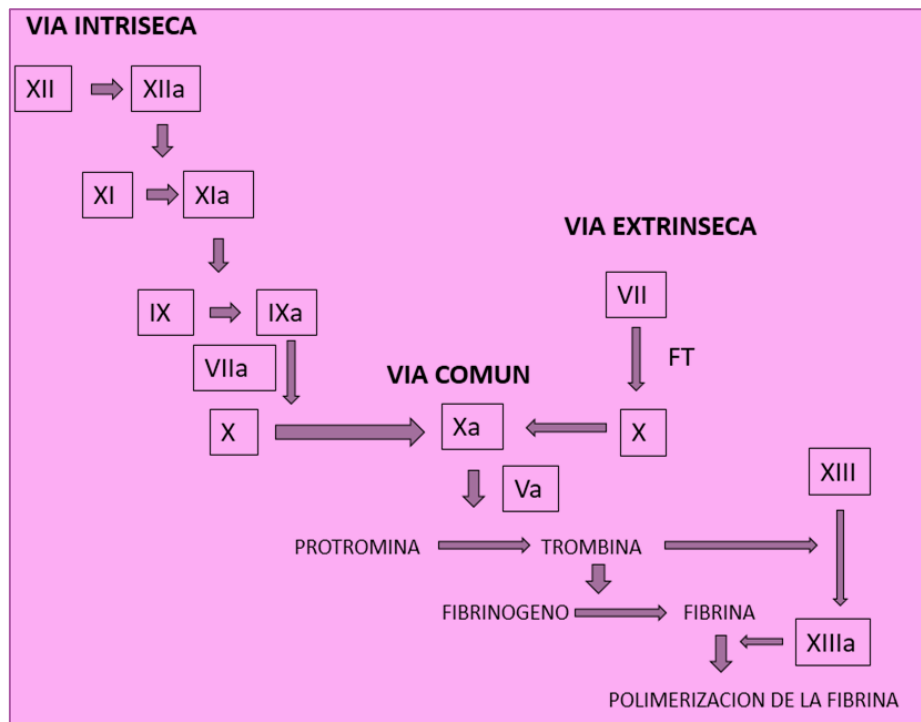 VIA INTRISECA
XII
XIIa
XI
XIa
VIA EXTRINSECA
VII
IX
IXa
VIIa
FT
VIA COMUN
X
Xa
X
XIII
Va
PROTROMINA
TROMBINA
FIBRINOGENO
FIBRINA
XIIIa
POLIMERIZACION DE LA FIBRINA